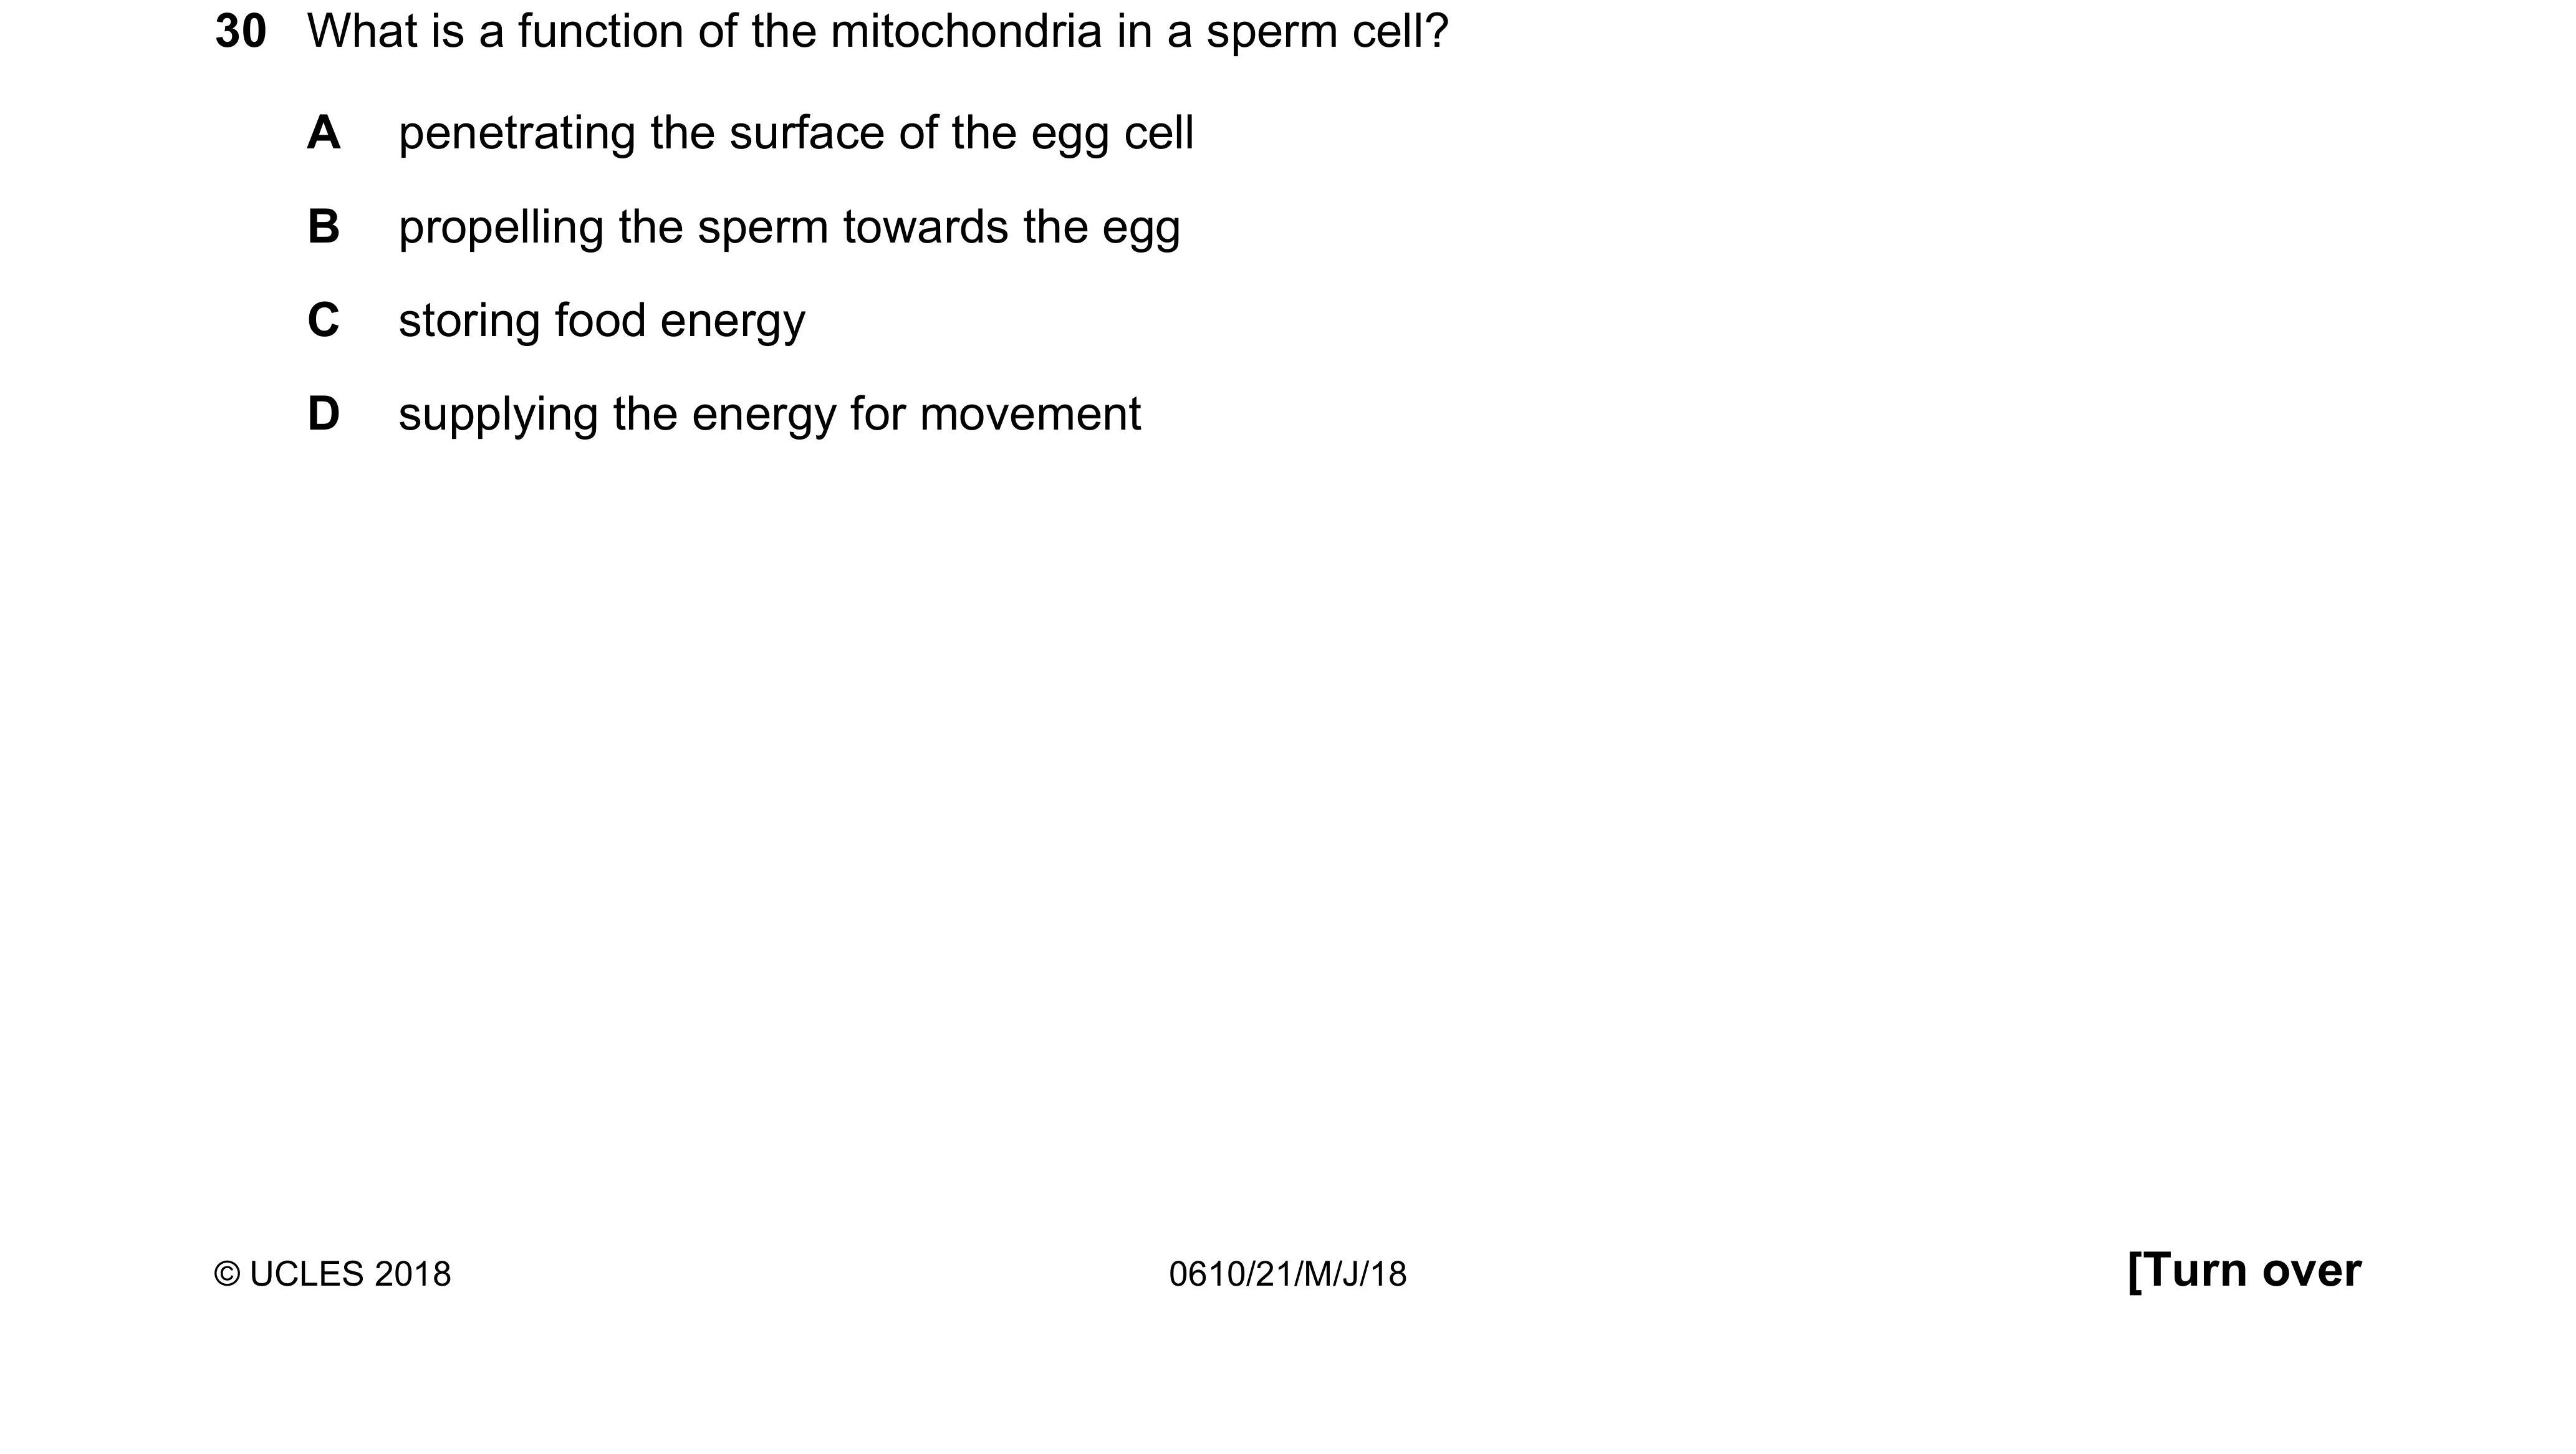 30 What is a function of the mitochondria in a sperm cell?
A penetrating the surface of the egg cell
B propelling the sperm towards the egg
C storing food energy
D supplying the energy for movement
© UCLES 2018 0610/21/M/J/18 [Turn over